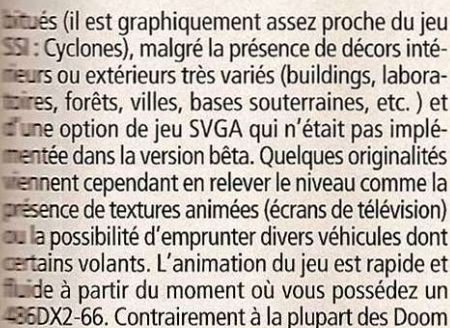 bitués (il est graphiquement assez proche du jeu
SSI : Cyclones), malgré la présence de décors inté-
rieurs ou extérieurs très variés (buildings, labora-
toires, forêts, villes, bases souterraines, etc. ) et
d'une option de jeu SVGA qui n'était pas implé-
mentée dans la version bêta. Quelques originalités
viennent cependant en relever le niveau comme la
présence de textures animées (écrans de télévision)
ou la possibilité d'emprunter divers véhicules dont
certains volants. L'animation du jeu est rapide et
fluide à partir du moment où vous possédez un
486DX2-66. Contrairement à la plupart des Doom